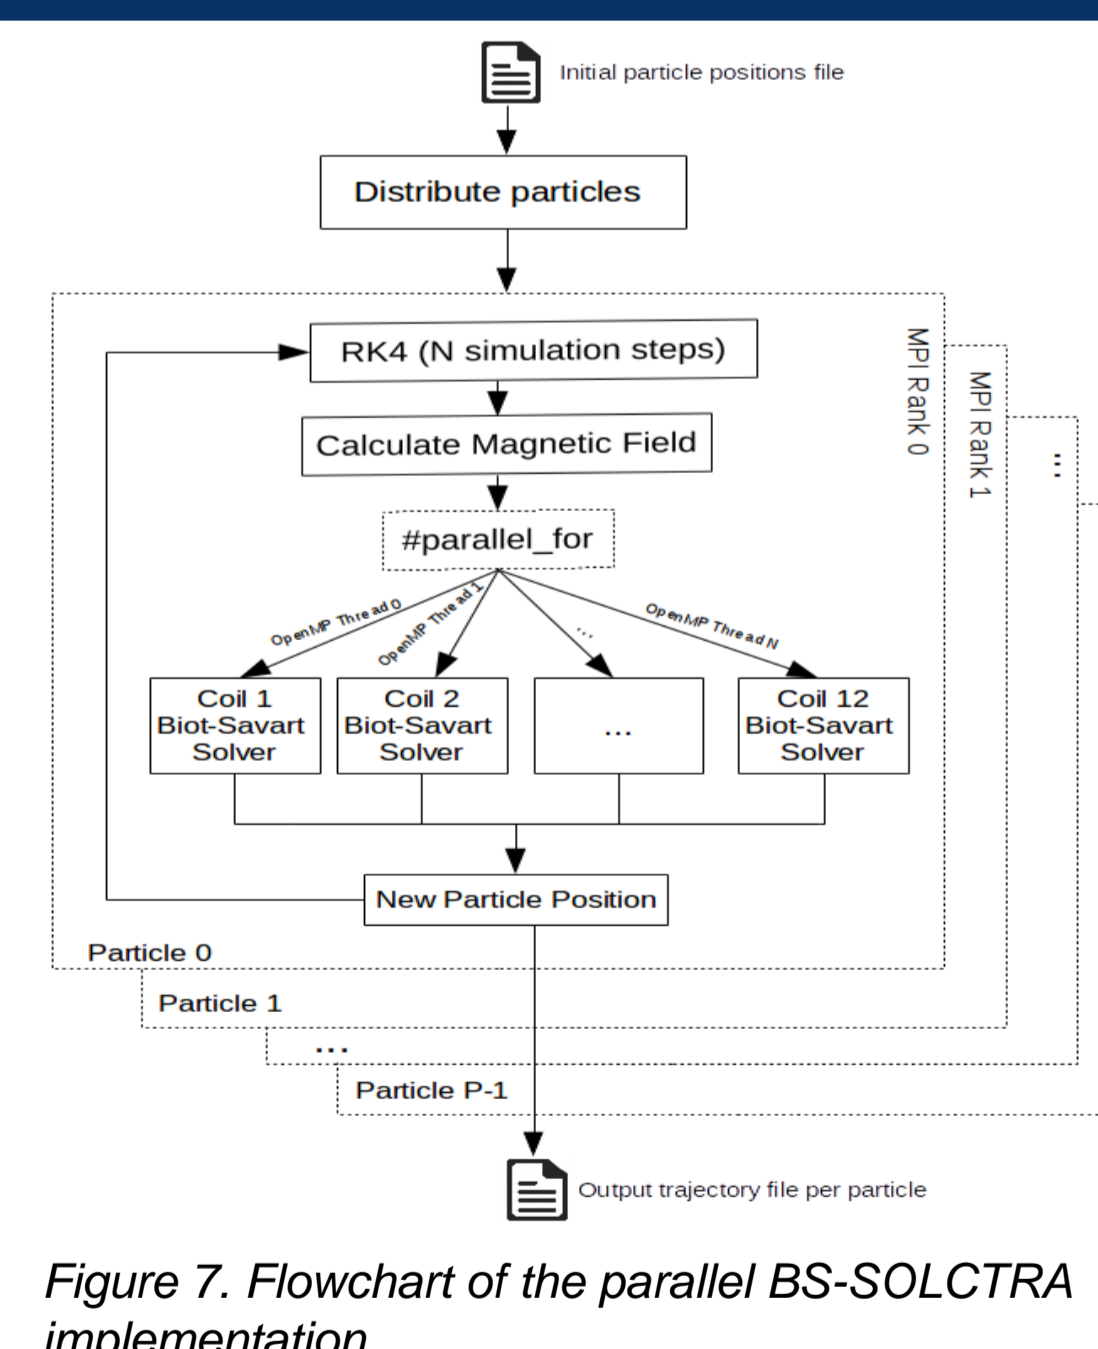 Initial particle positions file
Distribute particles
RK4 (N simulation steps)
MPI Rank 0
MPI Rank 1
...
Calculate Magnetic Field
#parallel_for
OpenMP Thread 0
OpenMP Thread 1
...
OpenMP Thread N
Coil 1
Biot-Savart
Solver
Coil 2
Biot-Savart
Solver
...
Coil 12
Biot-Savart
Solver
New Particle Position
Particle 0
Particle 1
...
Particle P-1
Output trajectory file per particle
Figure 7. Flowchart of the parallel BS-SOLCTRA
implementation